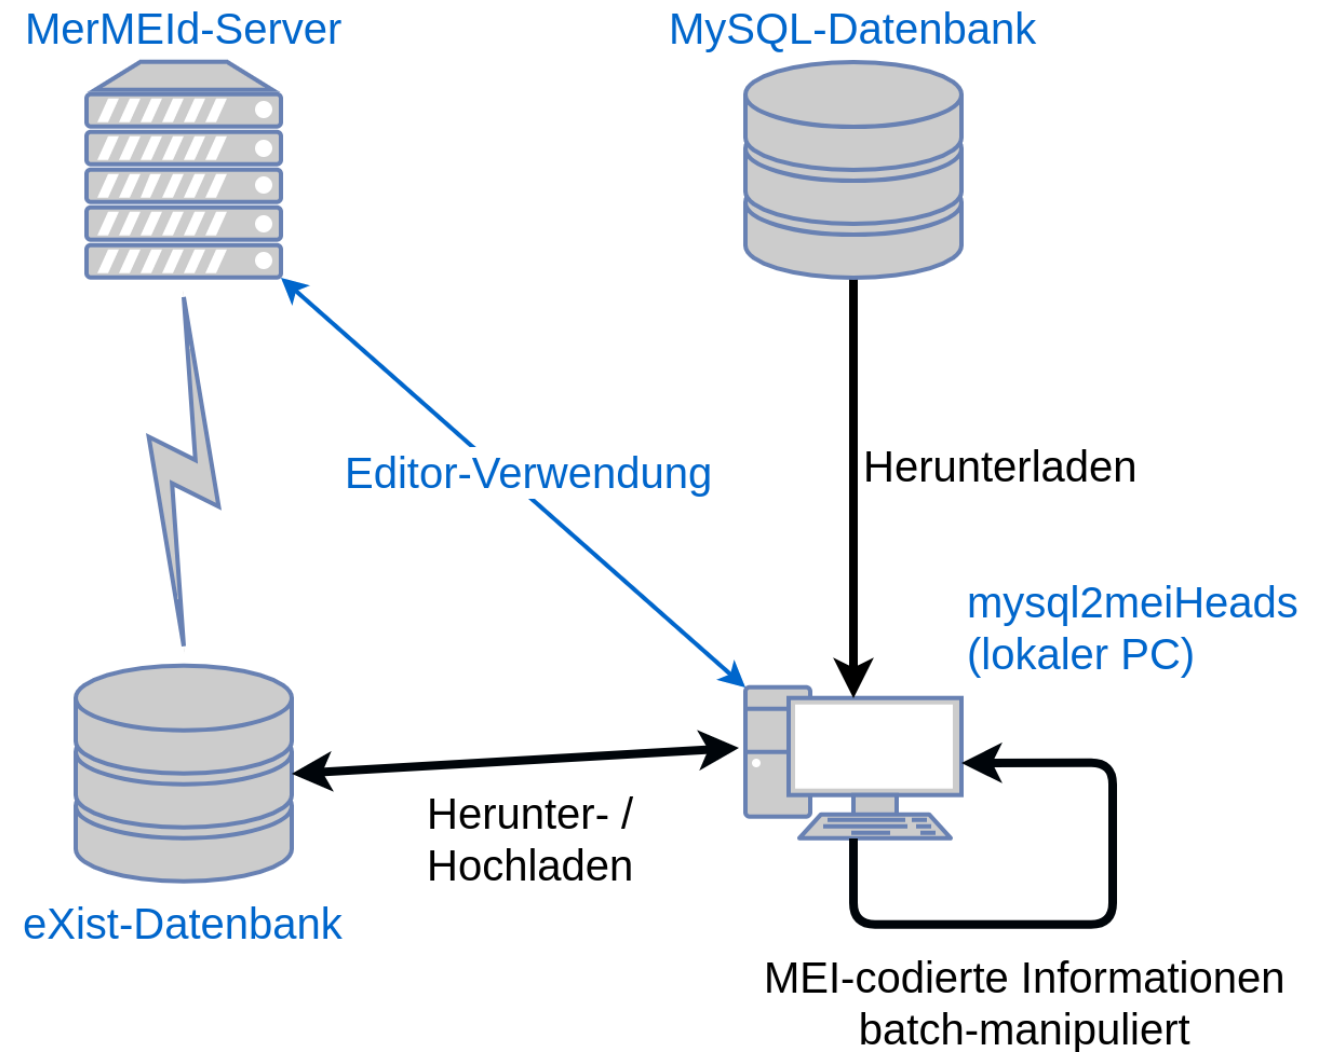 MerMEId-Server
MySQL-Datenbank
Editor-Verwendung
Herunterladen
mysql2meiHeads
(lokaler PC)
Herunter- /
Hochladen
eXist-Datenbank
MEI-codierte Informationen
batch-manipuliert